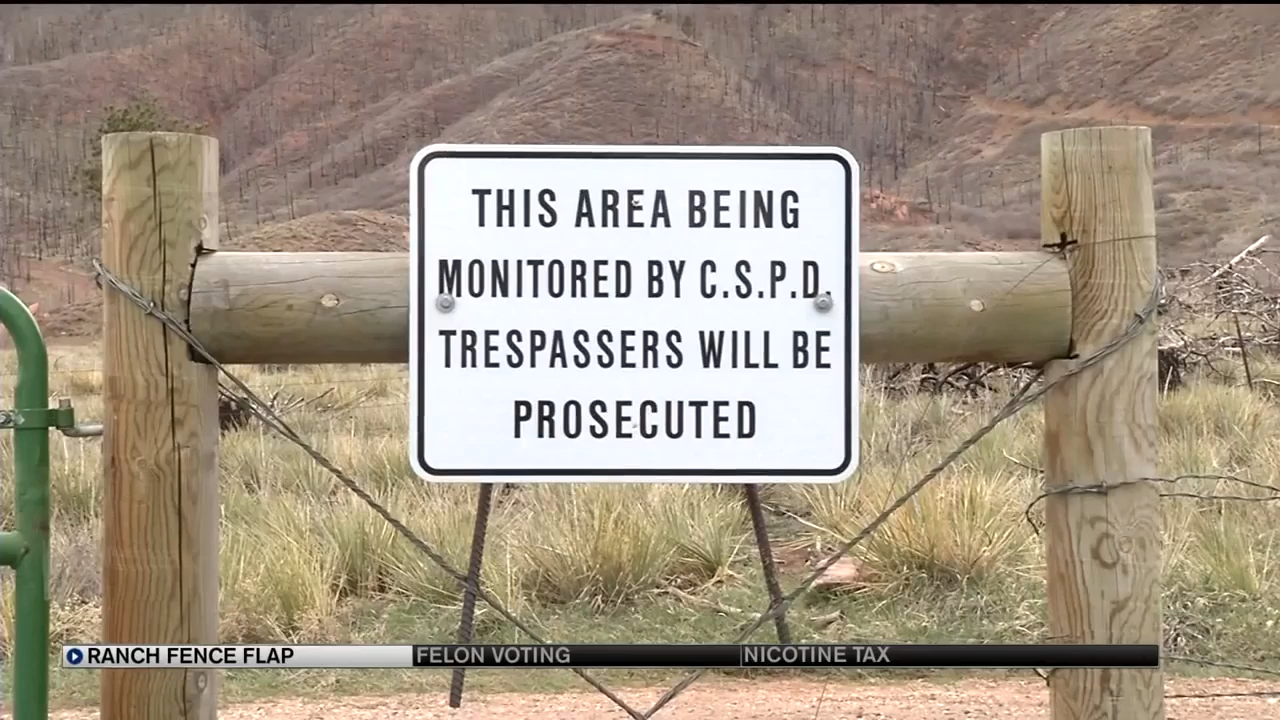 THIS AREA BEING
MONITORED BY C.S.P.D.
TRESPASSERS WILL BE
PROSECUTED
RANCH FENCE FLAP
FELON VOTING
NICOTINE TAX